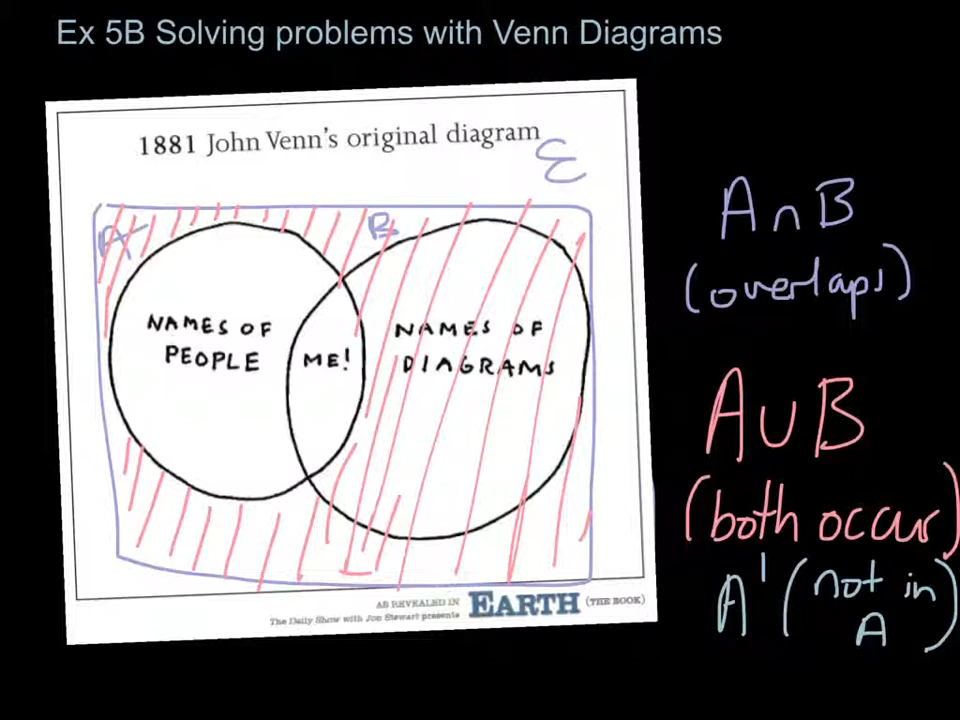 Ex 5B Solving problems with Venn Diagrams
1881 John Venn's original diagram
ε
A
B
NAMES OF
PEOPLE
ME!
NAMES OF
DIAGRAMS
AS REVEALED IN
The Daily Show with Jon Stewart presents
EARTH (THE BOOK)
A∩B
(overlaps)
A∪B
(both occur)
A' (not in
A)